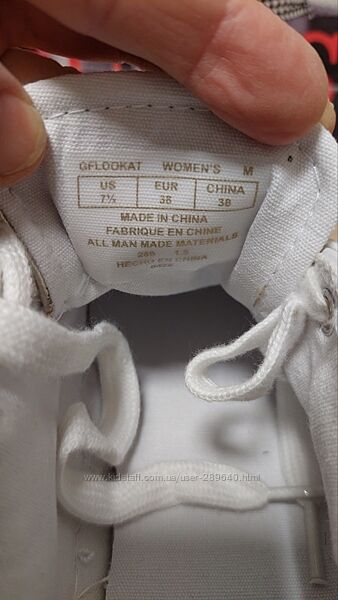 GFLOOKAT WOMEN'S M
US EUR CHINA
7½ 38 38
MADE IN CHINA
FABRIQUE EN CHINE
ALL MAN MADE MATERIALS
HECHO EN CHINA
www.kidstaff.com.ua/user-289640.html